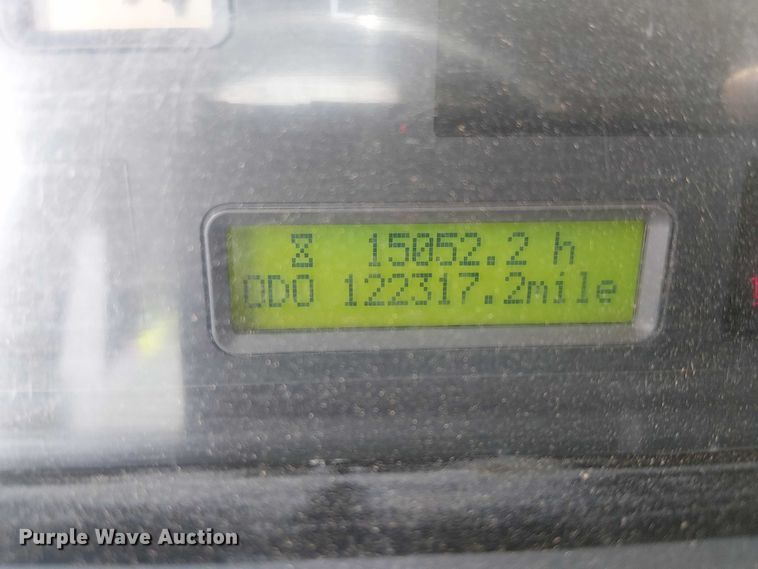 15052.2 h
ODO 122317.2mile
Purple Wave Auction